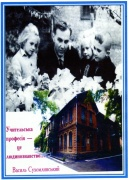 Учительська
професія —
це
людинознавство...
Василь Сухомлинський